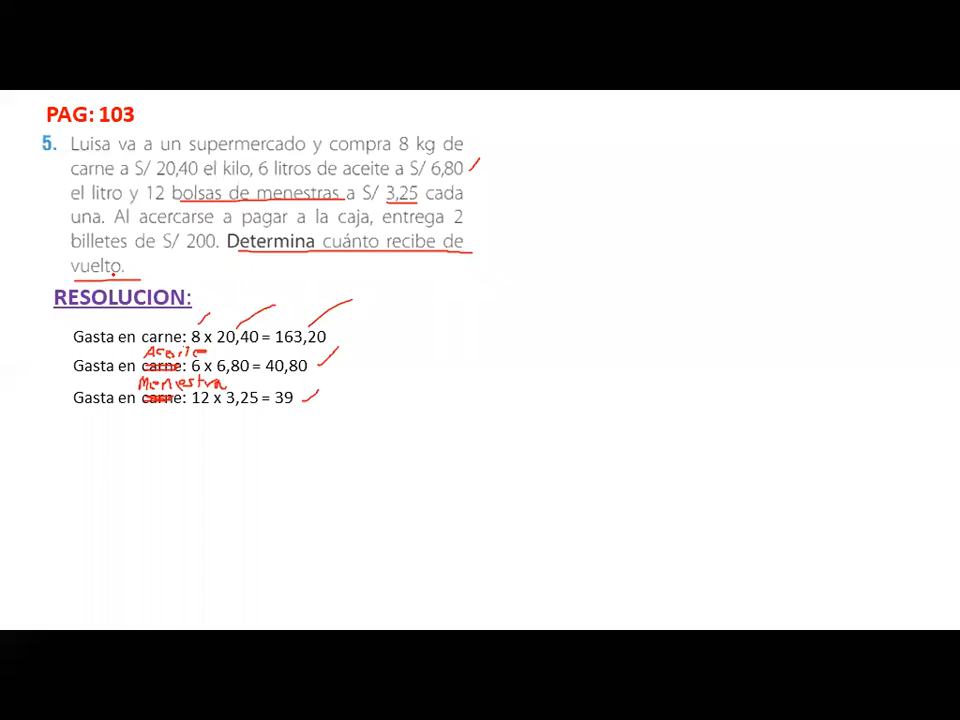 PAG: 103
5. Luisa va a un supermercado y compra 8 kg de
carne a S/ 20,40 el kilo, 6 litros de aceite a S/ 6,80
el litro y 12 bolsas de menestras a S/ 3,25 cada
una. Al acercarse a pagar a la caja, entrega 2
billetes de S/ 200. Determina cuánto recibe de
vuelto.
RESOLUCION:
Gasta en carne: 8 x 20,40 = 163,20
Aceite
Gasta en carne: 6 x 6,80 = 40,80
Menestra
Gasta en carne: 12 x 3,25 = 39